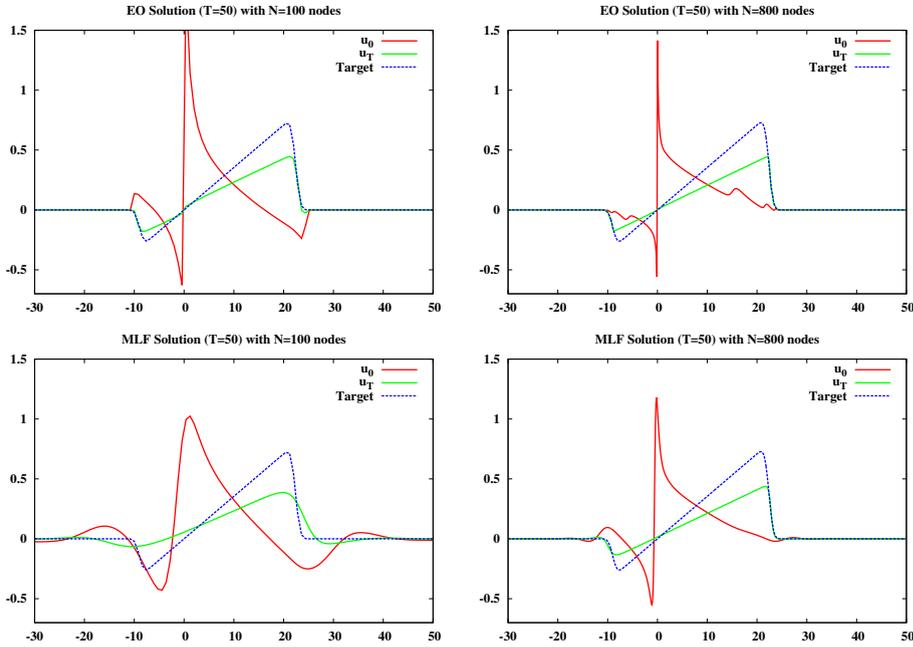 EO Solution (T=50) with N=100 nodes
u0
uT
Target
1.5
1
0.5
0
-0.5
-30 -20 -10 0 10 20 30 40 50
EO Solution (T=50) with N=800 nodes
u0
uT
Target
1.5
1
0.5
0
-0.5
-30 -20 -10 0 10 20 30 40 50
MLF Solution (T=50) with N=100 nodes
u0
uT
Target
1.5
1
0.5
0
-0.5
-30 -20 -10 0 10 20 30 40 50
MLF Solution (T=50) with N=800 nodes
u0
uT
Target
1.5
1
0.5
0
-0.5
-30 -20 -10 0 10 20 30 40 50